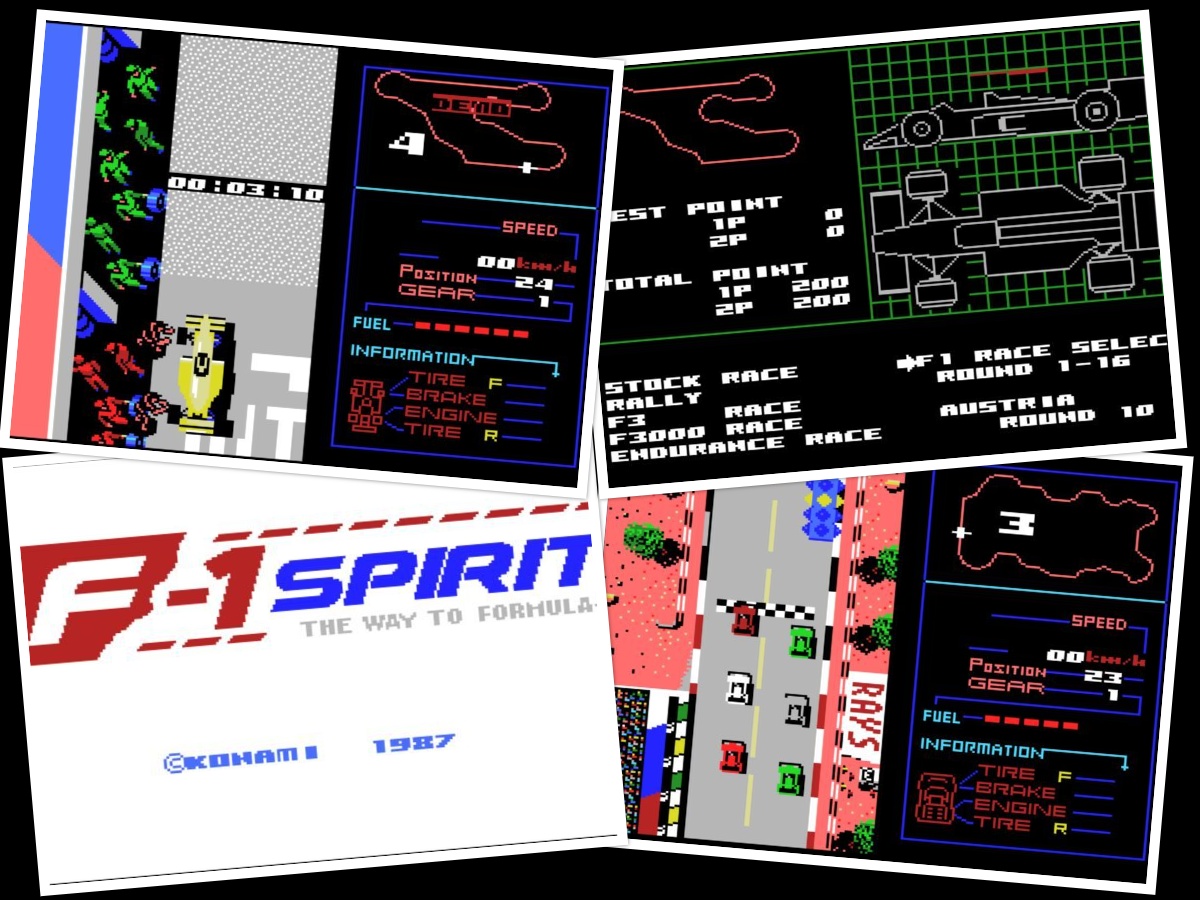 DEMO
4
00:03:10
SPEED
00km/h
POSITION 24
GEAR 1
FUEL
INFORMATION
TIRE F
BRAKE
ENGINE
TIRE R
EST POINT
1P 0
2P 0
TOTAL POINT
1P 200
2P 200
STOCK RACE
RALLY
F3 RACE
F3000 RACE
ENDURANCE RACE
F1 RACE SELEC
ROUND 1-16
AUSTRIA
ROUND 10
F-1 SPIRIT
THE WAY TO FORMULA-
©KONAMI 1987
RAYS
3
SPEED
00km/h
POSITION 23
GEAR 1
FUEL
INFORMATION
TIRE F
BRAKE
ENGINE
TIRE R